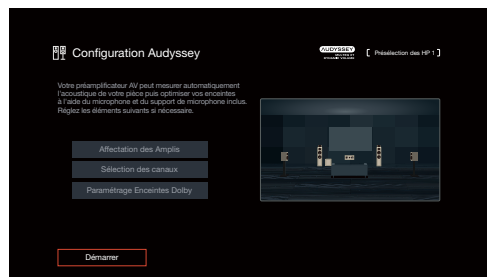 Configuration Audyssey
AUDYSSEY
MULTEQ XT
DYNAMIC VOLUME
[ Présélection des HP 1 ]
Votre préamplificateur AV peut mesurer automatiquement
l'acoustique de votre pièce puis optimiser vos enceintes
à l'aide du microphone et du support de microphone inclus.
Réglez les éléments suivants si nécessaire.
Affectation des Amplis
Sélection des canaux
Paramétrage Enceintes Dolby
Démarrer